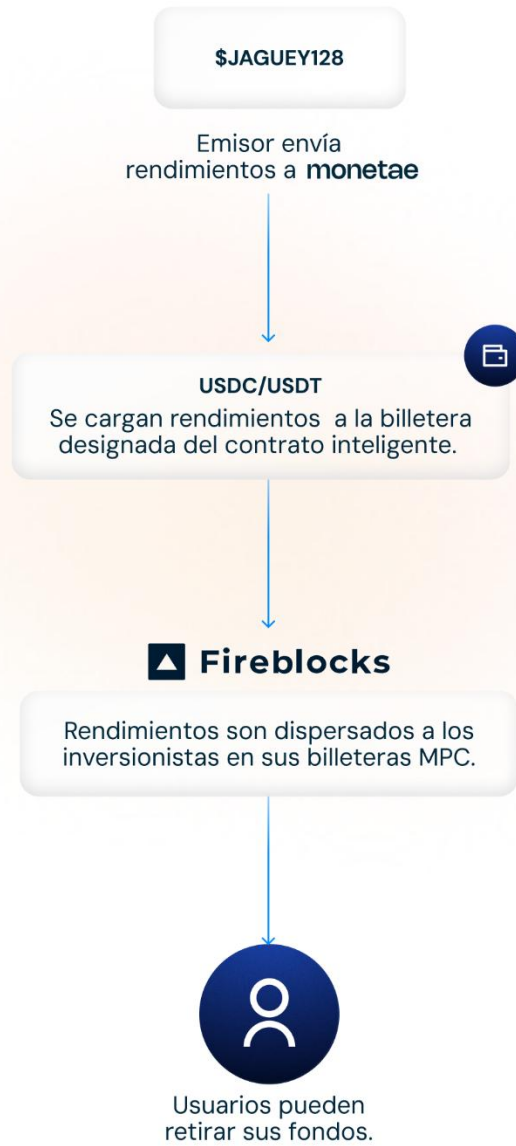 $JAGUEY128
Emisor envía
rendimientos a monetae
USDC/USDT
Se cargan rendimientos a la billetera
designada del contrato inteligente.
Fireblocks
Rendimientos son dispersados a los
inversionistas en sus billeteras MPC.
Usuarios pueden
retirar sus fondos.